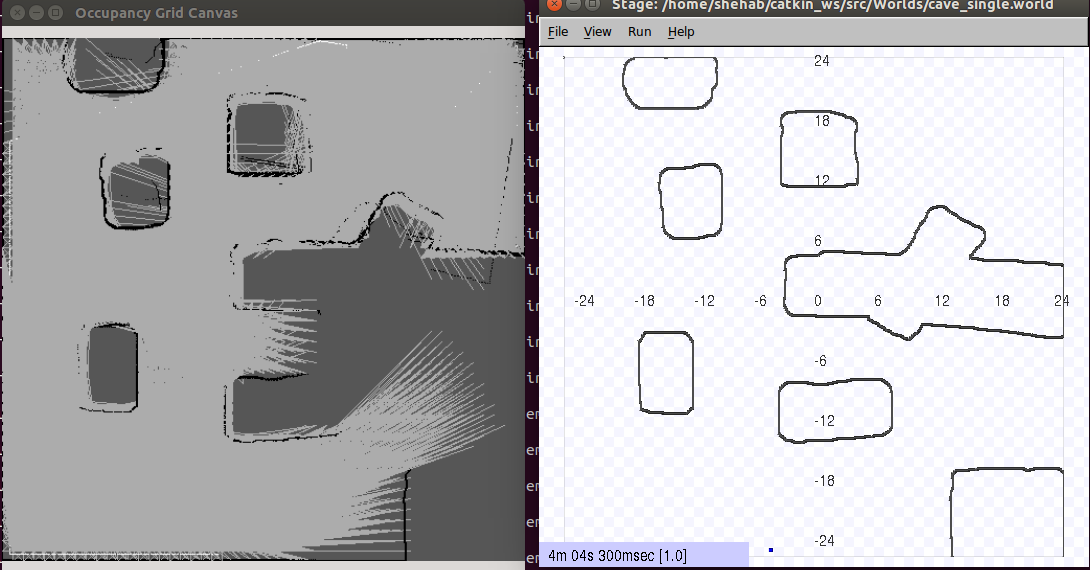 Occupancy Grid Canvas
Stage: /home/shehab/catkin_ws/src/Worlds/cave_single.world
File View Run Help
24
18
12
6
-24 -18 -12 -6 0 6 12 18 24
-6
-12
-18
-24
4m 04s 300msec [1.0]